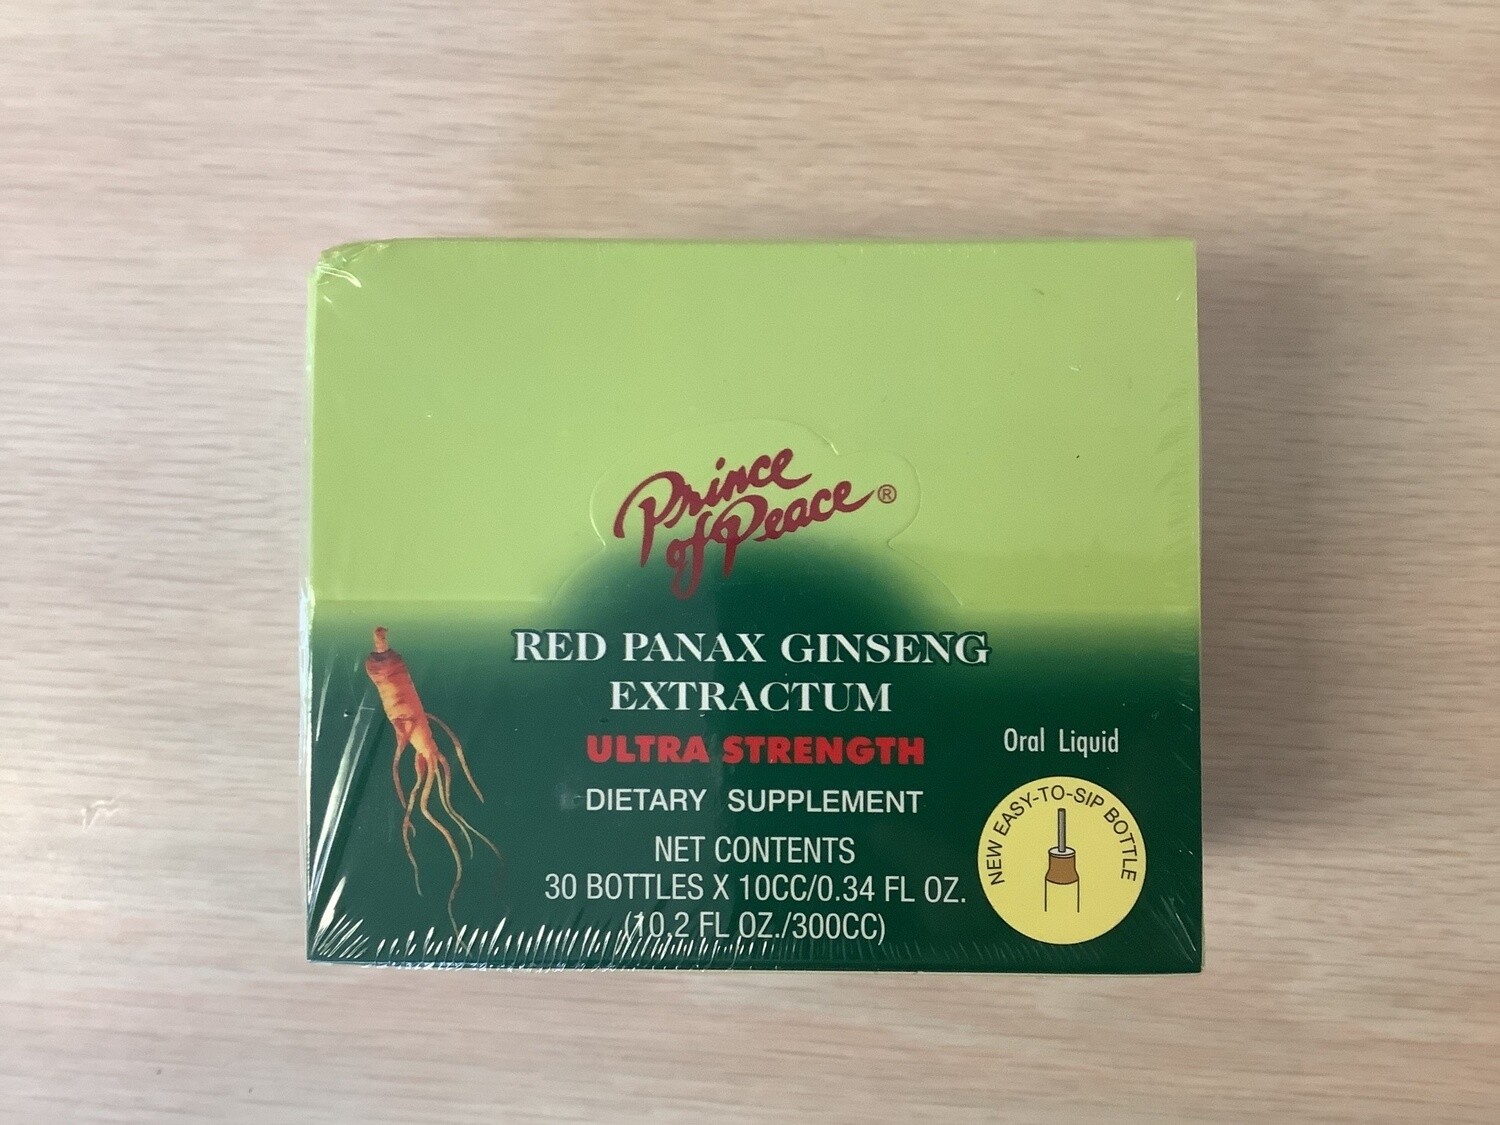 Prince
of Peace®
RED PANAX GINSENG
EXTRACTUM
ULTRA STRENGTH
DIETARY SUPPLEMENT
NET CONTENTS
30 BOTTLES X 10CC/0.34 FL OZ.
(10.2 FL OZ./300CC)
Oral Liquid
NEW EASY-TO-SIP BOTTLE